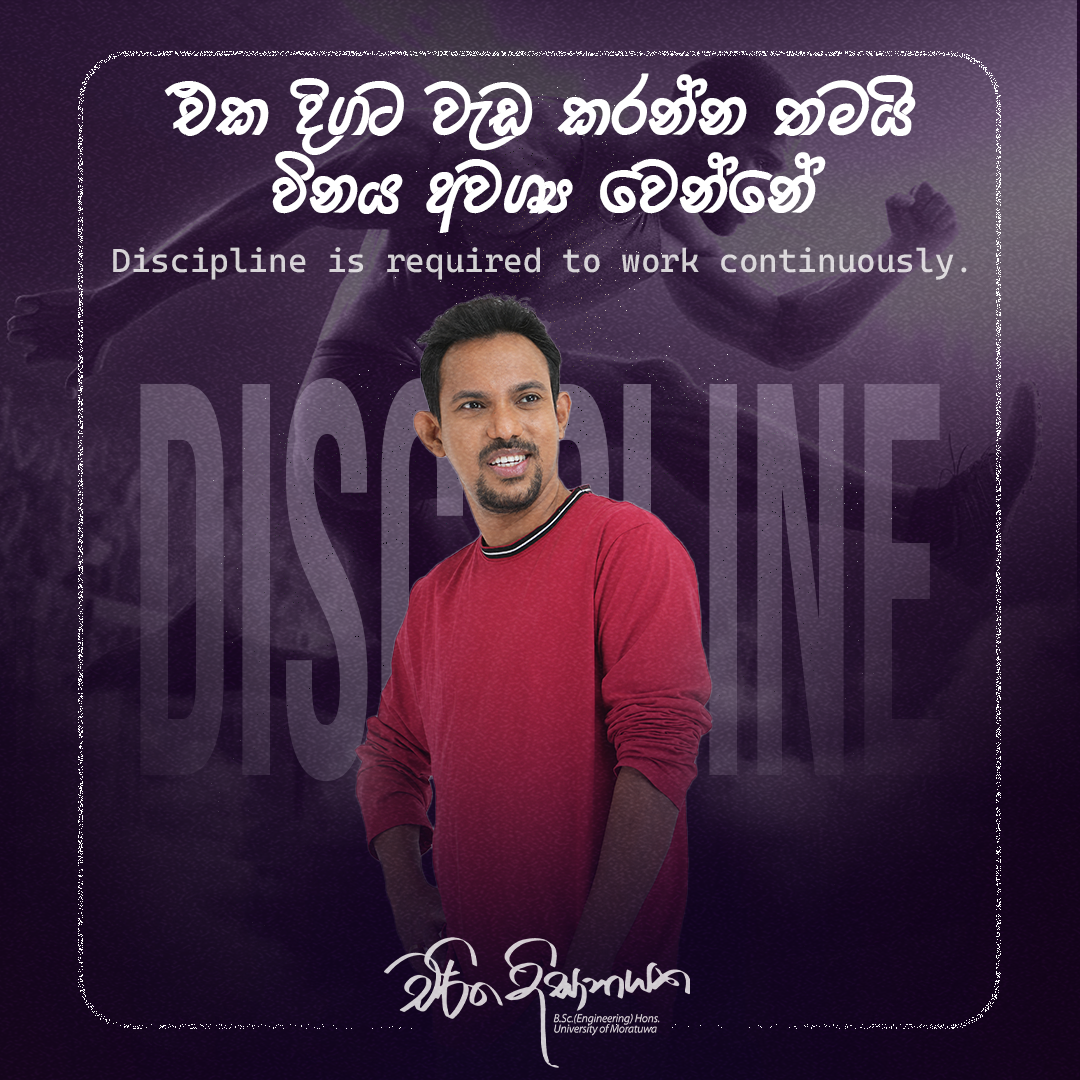 එක දිගට වැඩ කරන්න තමයි
විනය අවශ්‍ය වෙන්නේ
Discipline is required to work continuously.
DISCIPLINE
දිසානායක
B.Sc.(Engineering) Hons.
University of Moratuwa